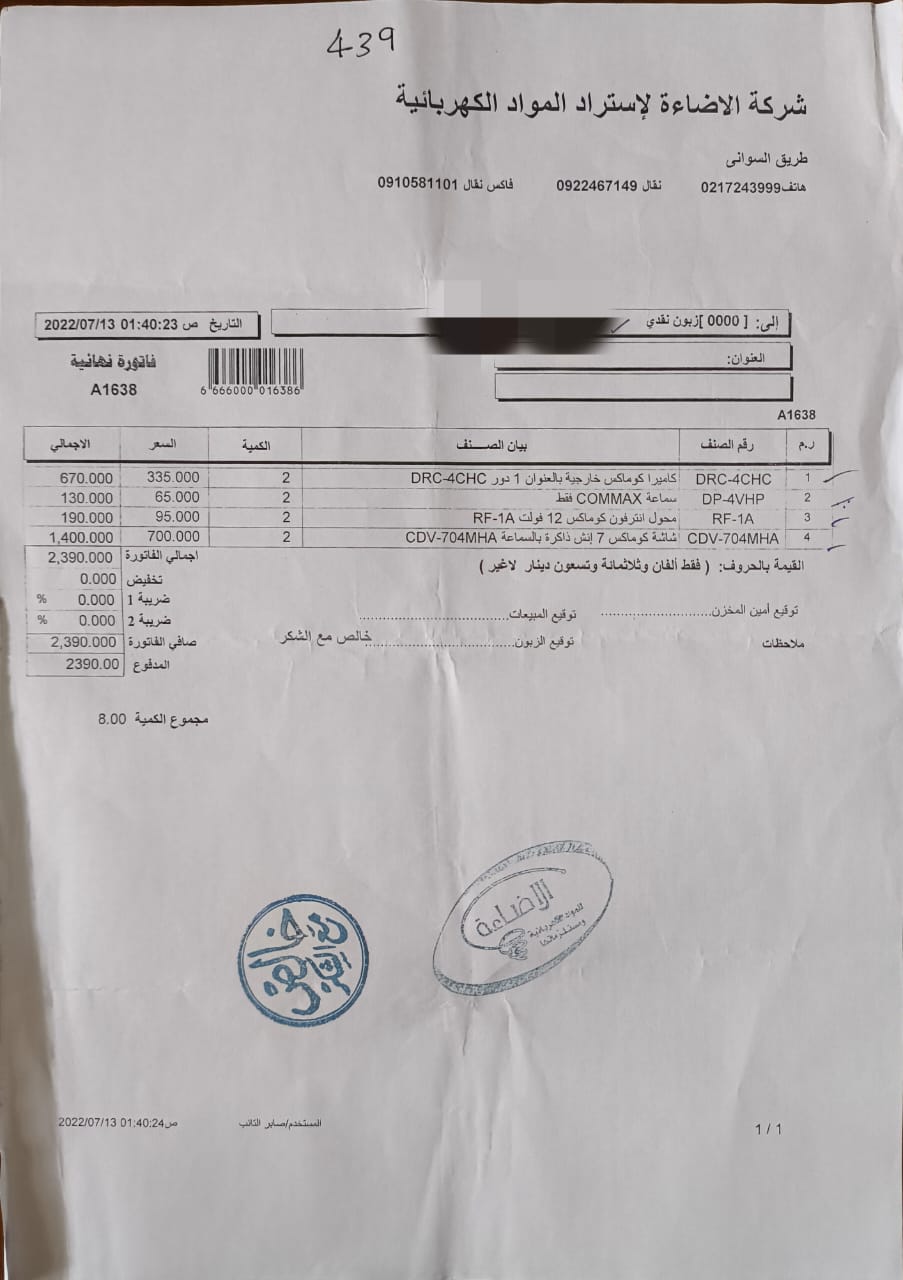 439
شركة الاضاءة لإستراد المواد الكهربائية
طريق السوانى
هاتف0217243999 نقال 0922467149 فاكس نقال 0910581101
إلى: [ 0000 ]زبون نقدي
التاريخ ص 01:40:23 2022/07/13
العنوان:
فاتورة نهائية
A1638
6 666000 016386
A1638
ر.م رقم الصنف بيان الصــنف الكمية السعر الاجمالي
1 DRC-4CHC كاميرا كوماكس خارجية بالعنوان 1 دور DRC-4CHC 2 335.000 670.000
2 DP-4VHP سماعة COMMAX فقط 2 65.000 130.000
3 RF-1A محول انترفون كوماكس 12 فولت RF-1A 2 95.000 190.000
4 CDV-704MHA شاشة كوماكس 7 إنش ذاكرة بالسماعة CDV-704MHA 2 700.000 1,400.000
اجمالي الفاتورة 2,390.000
القيمة بالحروف: ( فقط ألفان وثلاثمانة وتسعون دينار لاغير )
تخفيض 0.000
ضريبة 1 0.000 %
توقيع أمين المخزن............................ توقيع المبيعات......................................
ضريبة 2 0.000 %
ملاحظات توقيع الزبون...................................... خالص مع الشكر
صافي الفاتورة 2,390.000
المدفوع 2390.00
مجموع الكمية 8.00
الإضاءة
للمواد الكهربائية
ومستلزماتها
خالص
مع الشكر
1 / 1
المستخدم/صابر التائب
ص01:40:24 2022/07/13